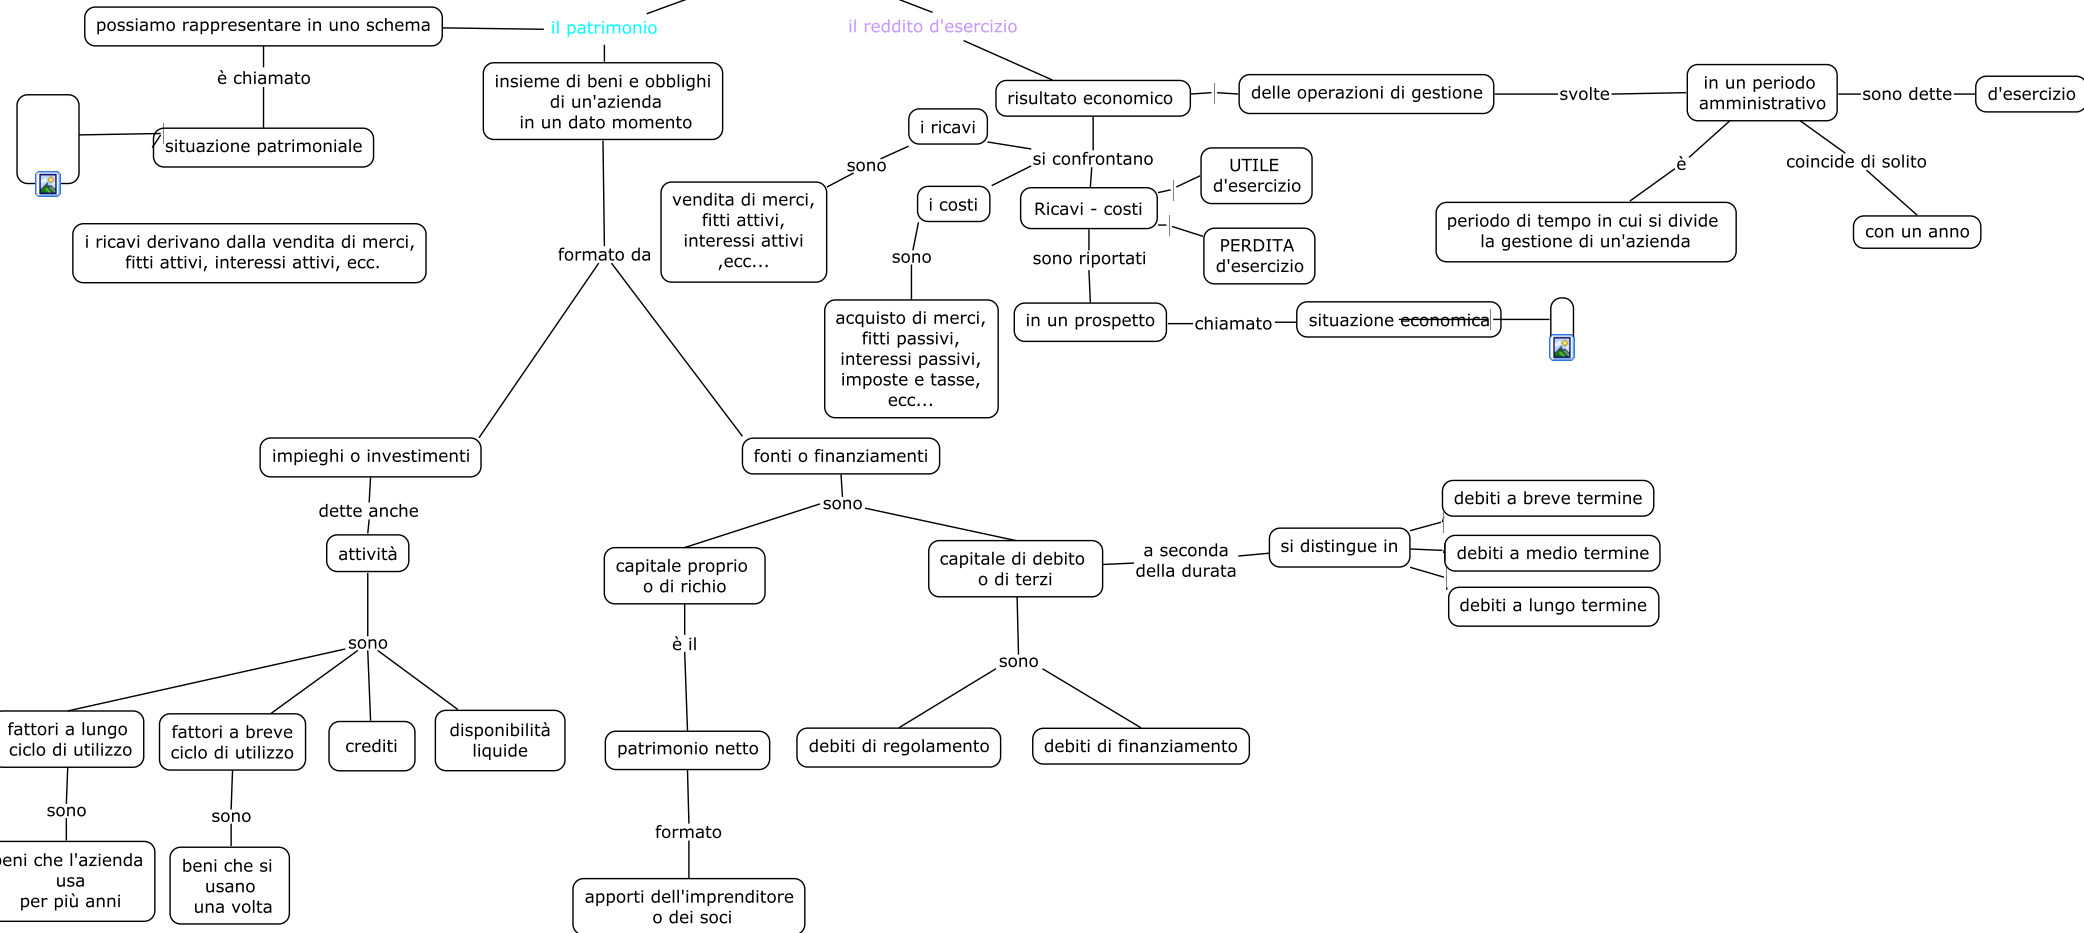 possiamo rappresentare in uno schema
il patrimonio
il reddito d'esercizio
è chiamato
situazione patrimoniale
i ricavi derivano dalla vendita di merci,
fitti attivi, interessi attivi, ecc.
insieme di beni e obblighi
di un'azienda
in un dato momento
formato da
risultato economico
delle operazioni di gestione
svolte
in un periodo
amministrativo
sono dette
d'esercizio
è
coincide di solito
periodo di tempo in cui si divide
la gestione di un'azienda
con un anno
i ricavi
si confrontano
sono
vendita di merci,
fitti attivi,
interessi attivi
,ecc...
i costi
sono
acquisto di merci,
fitti passivi,
interessi passivi,
imposte e tasse,
ecc...
Ricavi - costi
UTILE
d'esercizio
PERDITA
d'esercizio
sono riportati
in un prospetto
chiamato
situazione economica
impieghi o investimenti
dette anche
attività
sono
fattori a lungo
ciclo di utilizzo
fattori a breve
ciclo di utilizzo
crediti
disponibilità
liquide
sono
beni che l'azienda
usa
per più anni
sono
beni che si
usano
una volta
fonti o finanziamenti
sono
capitale proprio
o di richio
è il
patrimonio netto
formato
apporti dell'imprenditore
o dei soci
capitale di debito
o di terzi
a seconda
della durata
si distingue in
debiti a breve termine
debiti a medio termine
debiti a lungo termine
sono
debiti di regolamento
debiti di finanziamento